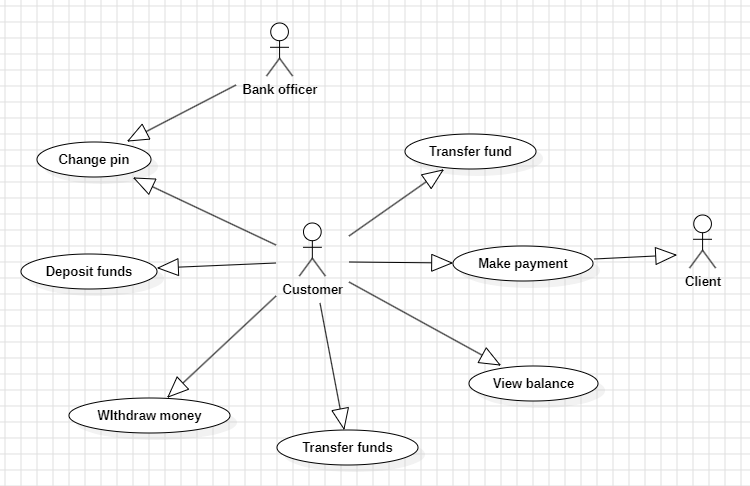 Bank officer
Change pin
Transfer fund
Deposit funds
Customer
Make payment
Client
WIthdraw money
View balance
Transfer funds